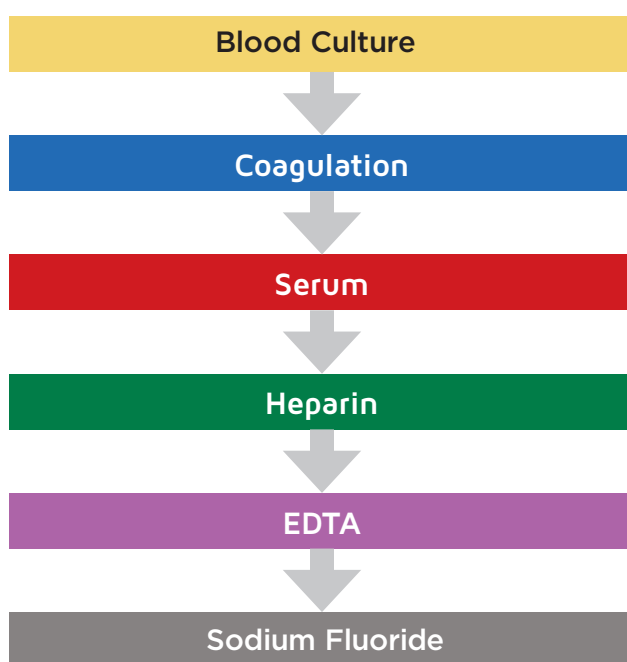 Blood Culture
Coagulation
Serum
Heparin
EDTA
Sodium Fluoride